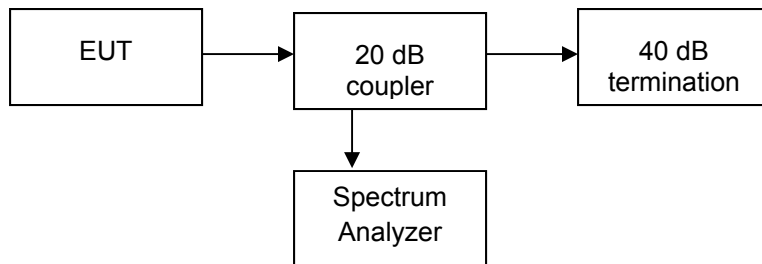 EUT
20 dB
coupler
40 dB
termination
Spectrum
Analyzer